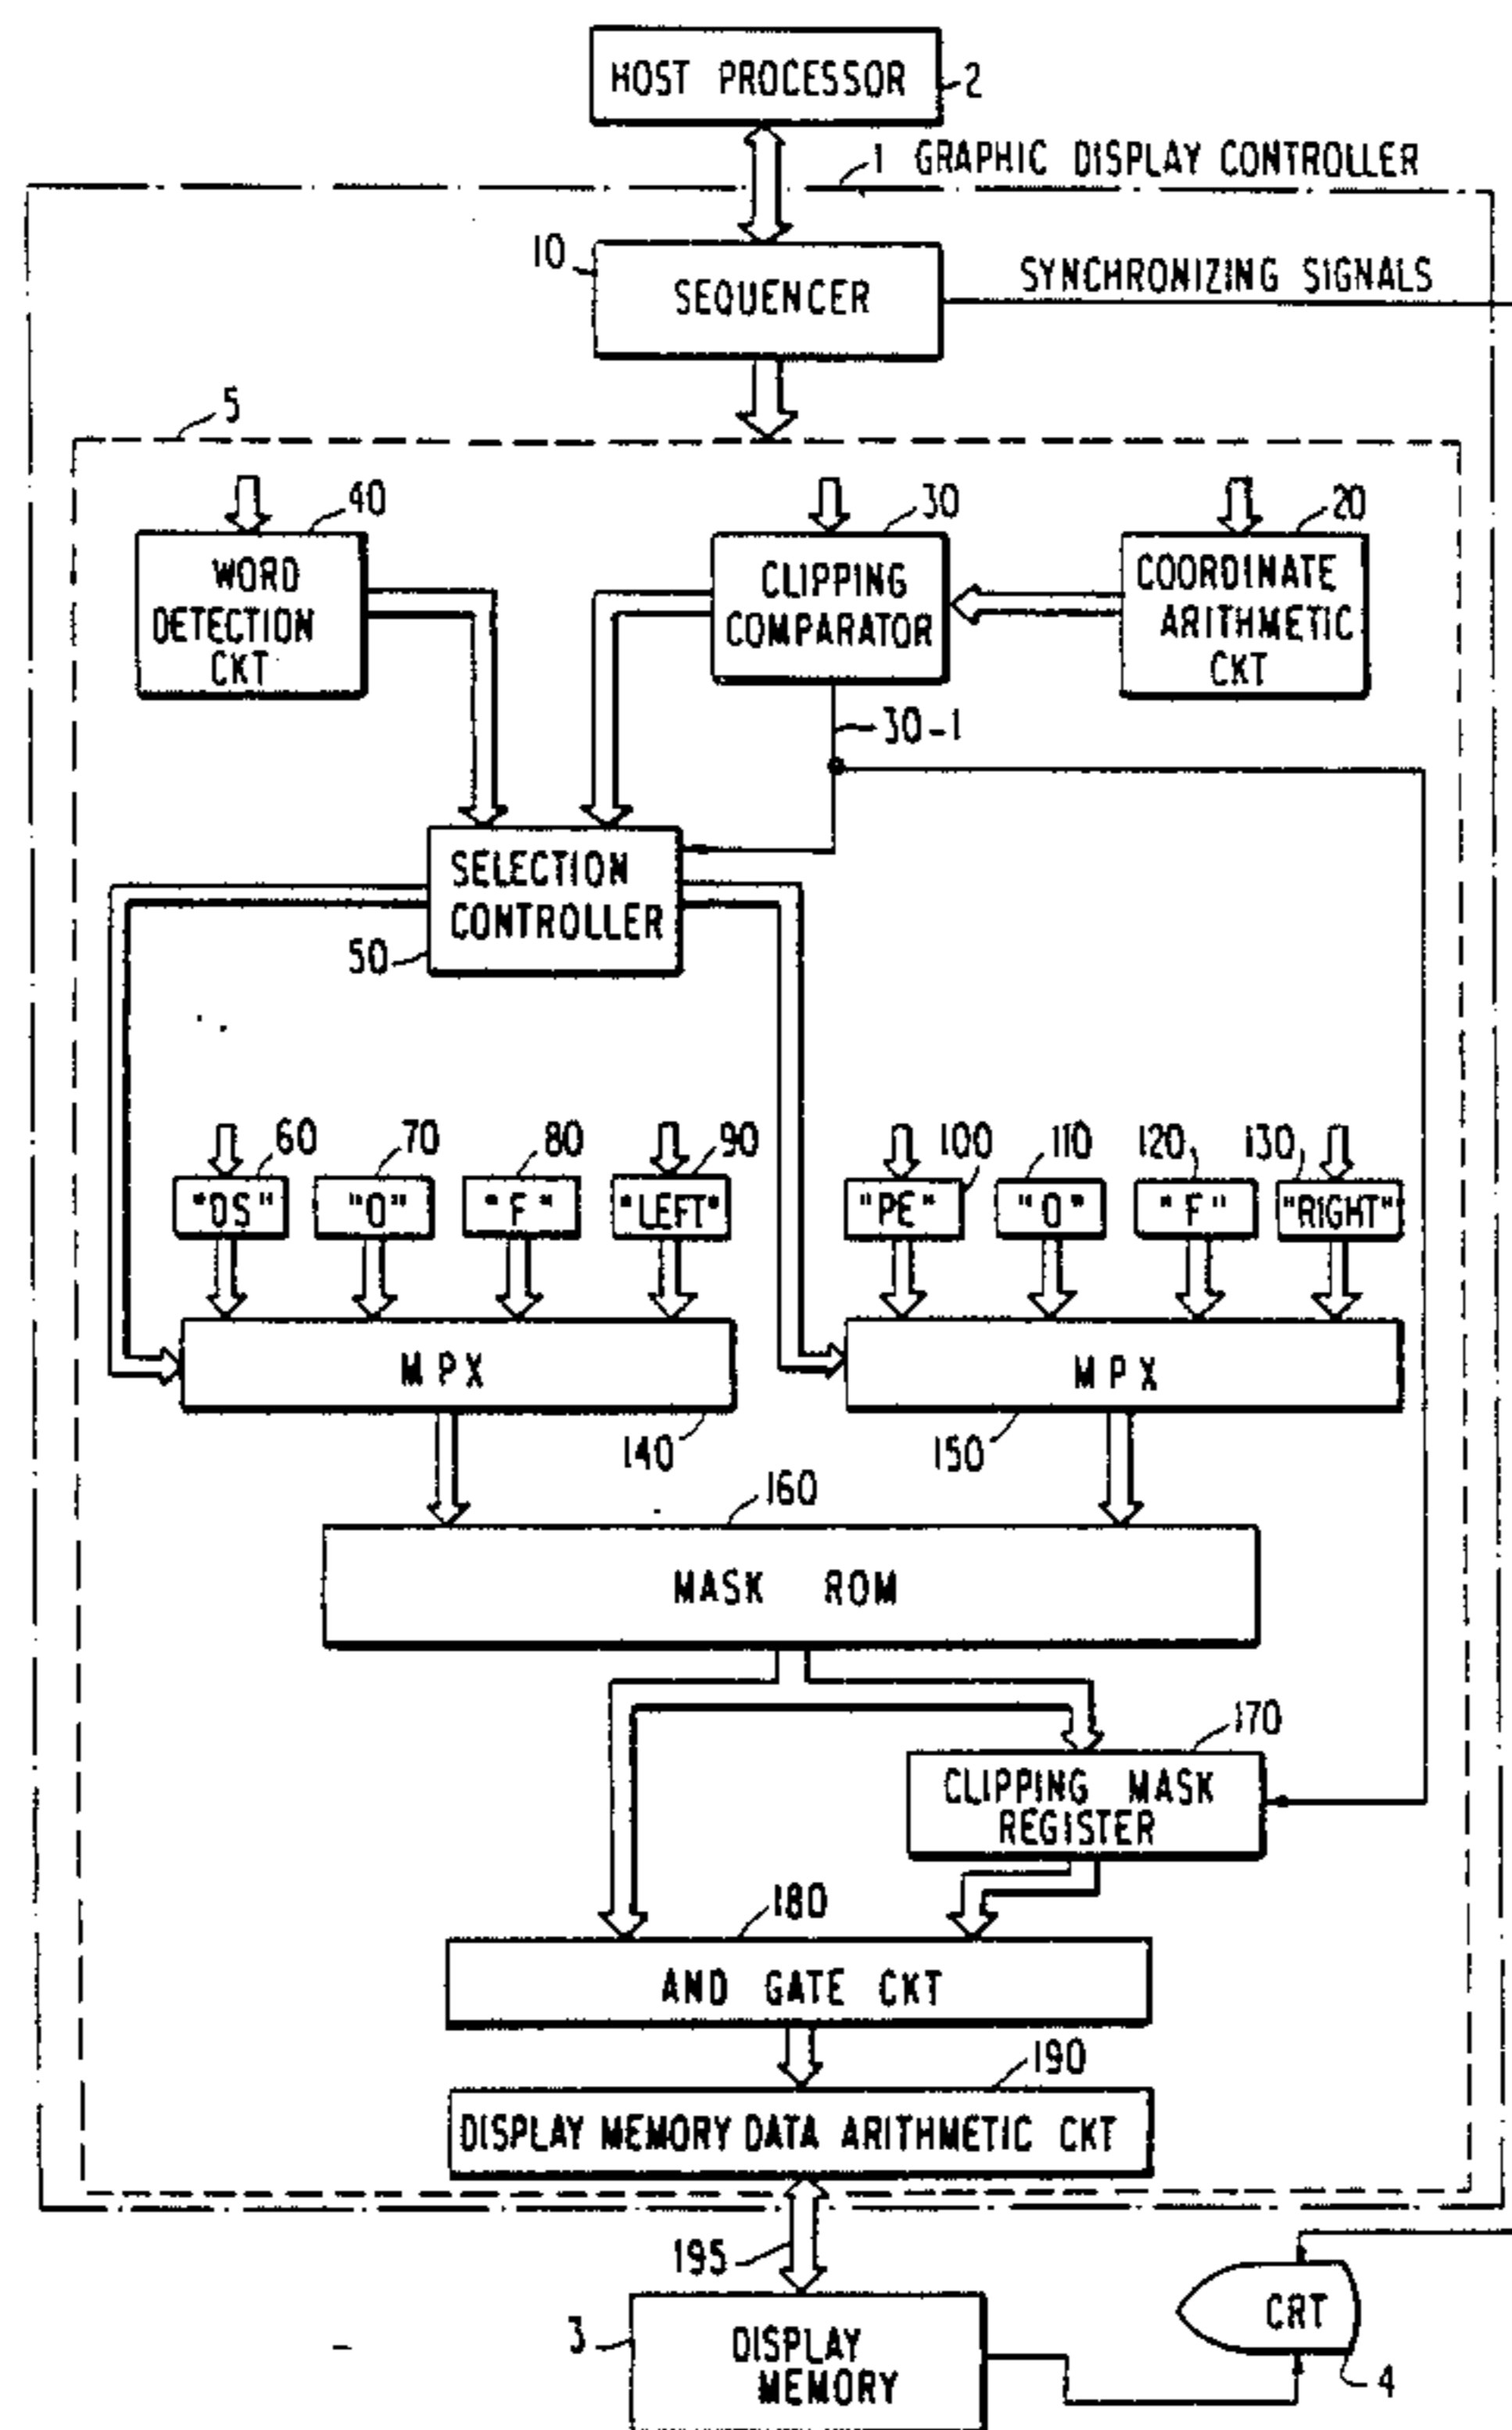 HOST PROCESSOR
2
1 GRAPHIC DISPLAY CONTROLLER
10
SEQUENCER
SYNCHRONIZING SIGNALS
5
40
30
20
WORD
DETECTION
CKT
CLIPPING
COMPARATOR
COORDINATE
ARITHMETIC
CKT
30-1
SELECTION
CONTROLLER
50
60
70
80
90
100
110
120
130
"DS"
"0"
"F"
"LEFT"
"PE"
"0"
"F"
"RIGHT"
MPX
MPX
140
150
160
MASK ROM
170
CLIPPING MASK
REGISTER
180
AND GATE CKT
190
DISPLAY MEMORY DATA ARITHMETIC CKT
195
3
DISPLAY
MEMORY
CRT
4